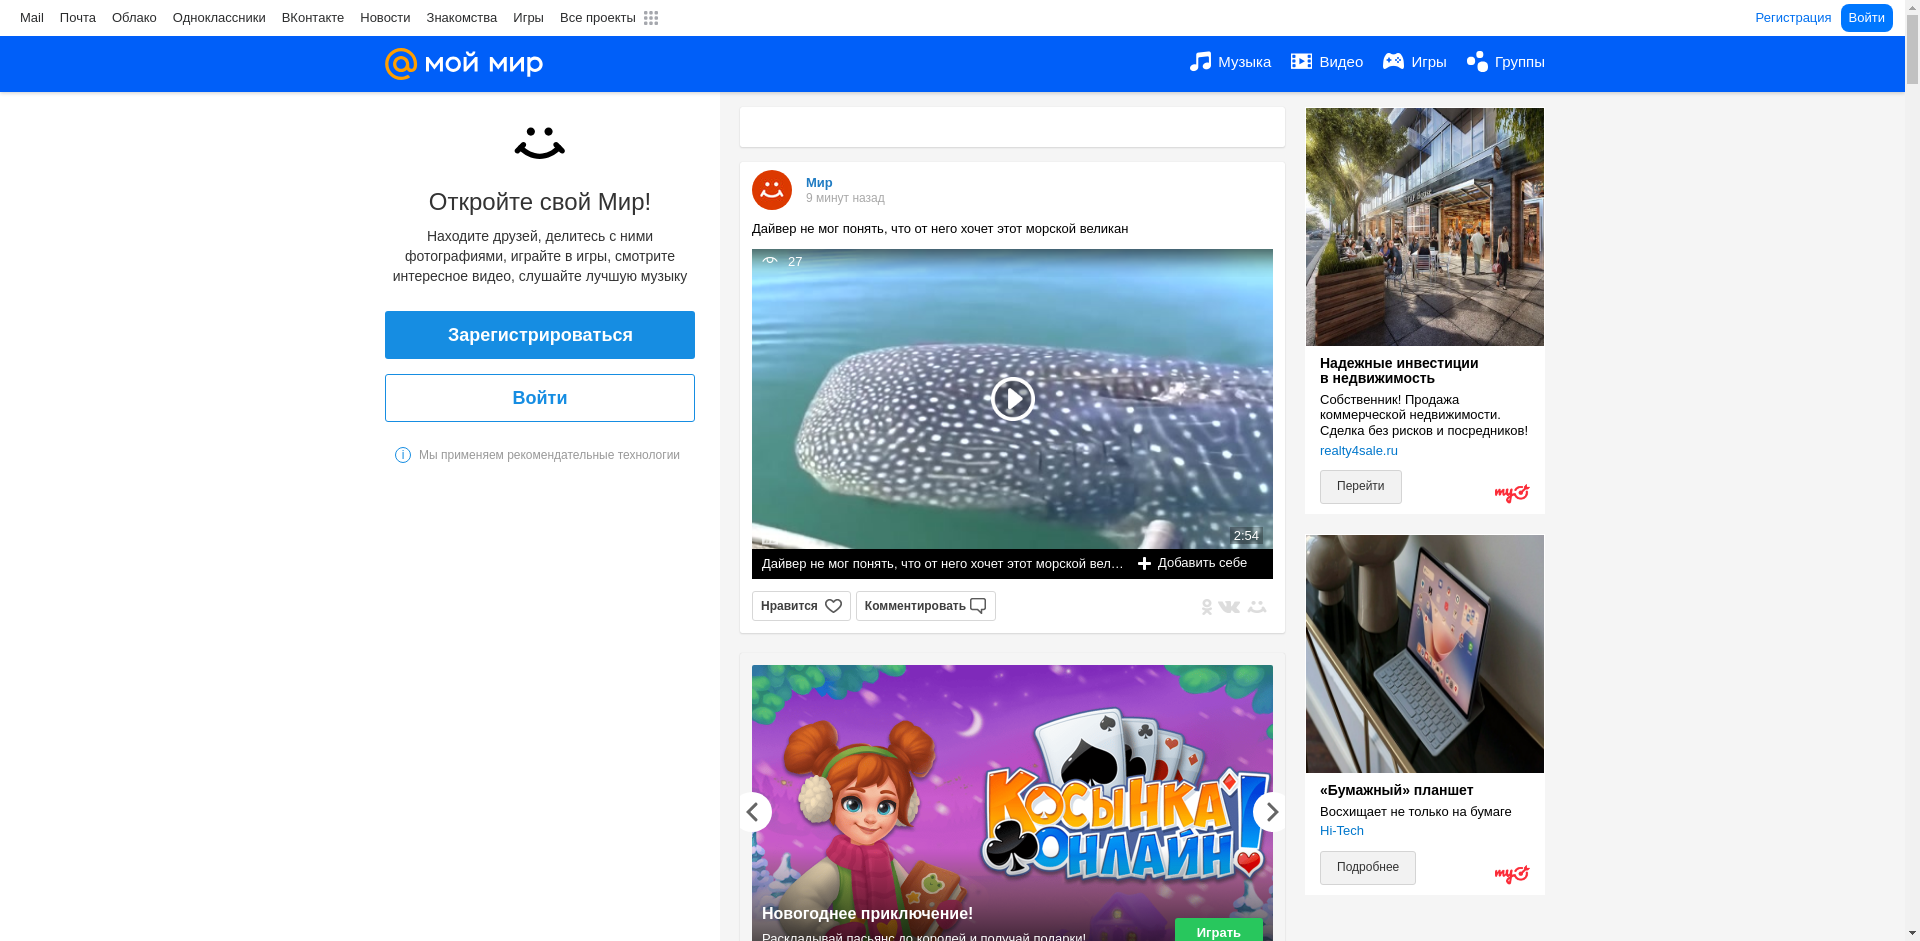 Mail Почта Облако Одноклассники ВКонтакте Новости Знакомства Игры Все проекты Регистрация Войти
@мой мир Музыка Видео Игры Группы
Откройте свой Мир!
Находите друзей, делитесь с ними
фотографиями, играйте в игры, смотрите
интересное видео, слушайте лучшую музыку
Зарегистрироваться
Войти
Мы применяем рекомендательные технологии
Мир
9 минут назад
Дайвер не мог понять, что от него хочет этот морской великан
27
2:54
Дайвер не мог понять, что от него хочет этот морской вел… Добавить себе
Нравится Комментировать
Косынка
Онлайн!
Новогоднее приключение!
Раскладывай пасьянс до королей и получай подарки!
Играть
Надежные инвестиции
в недвижимость
Собственник! Продажа
коммерческой недвижимости.
Сделка без рисков и посредников!
realty4sale.ru
Перейти
my
«Бумажный» планшет
Восхищает не только на бумаге
Hi-Tech
Подробнее
my